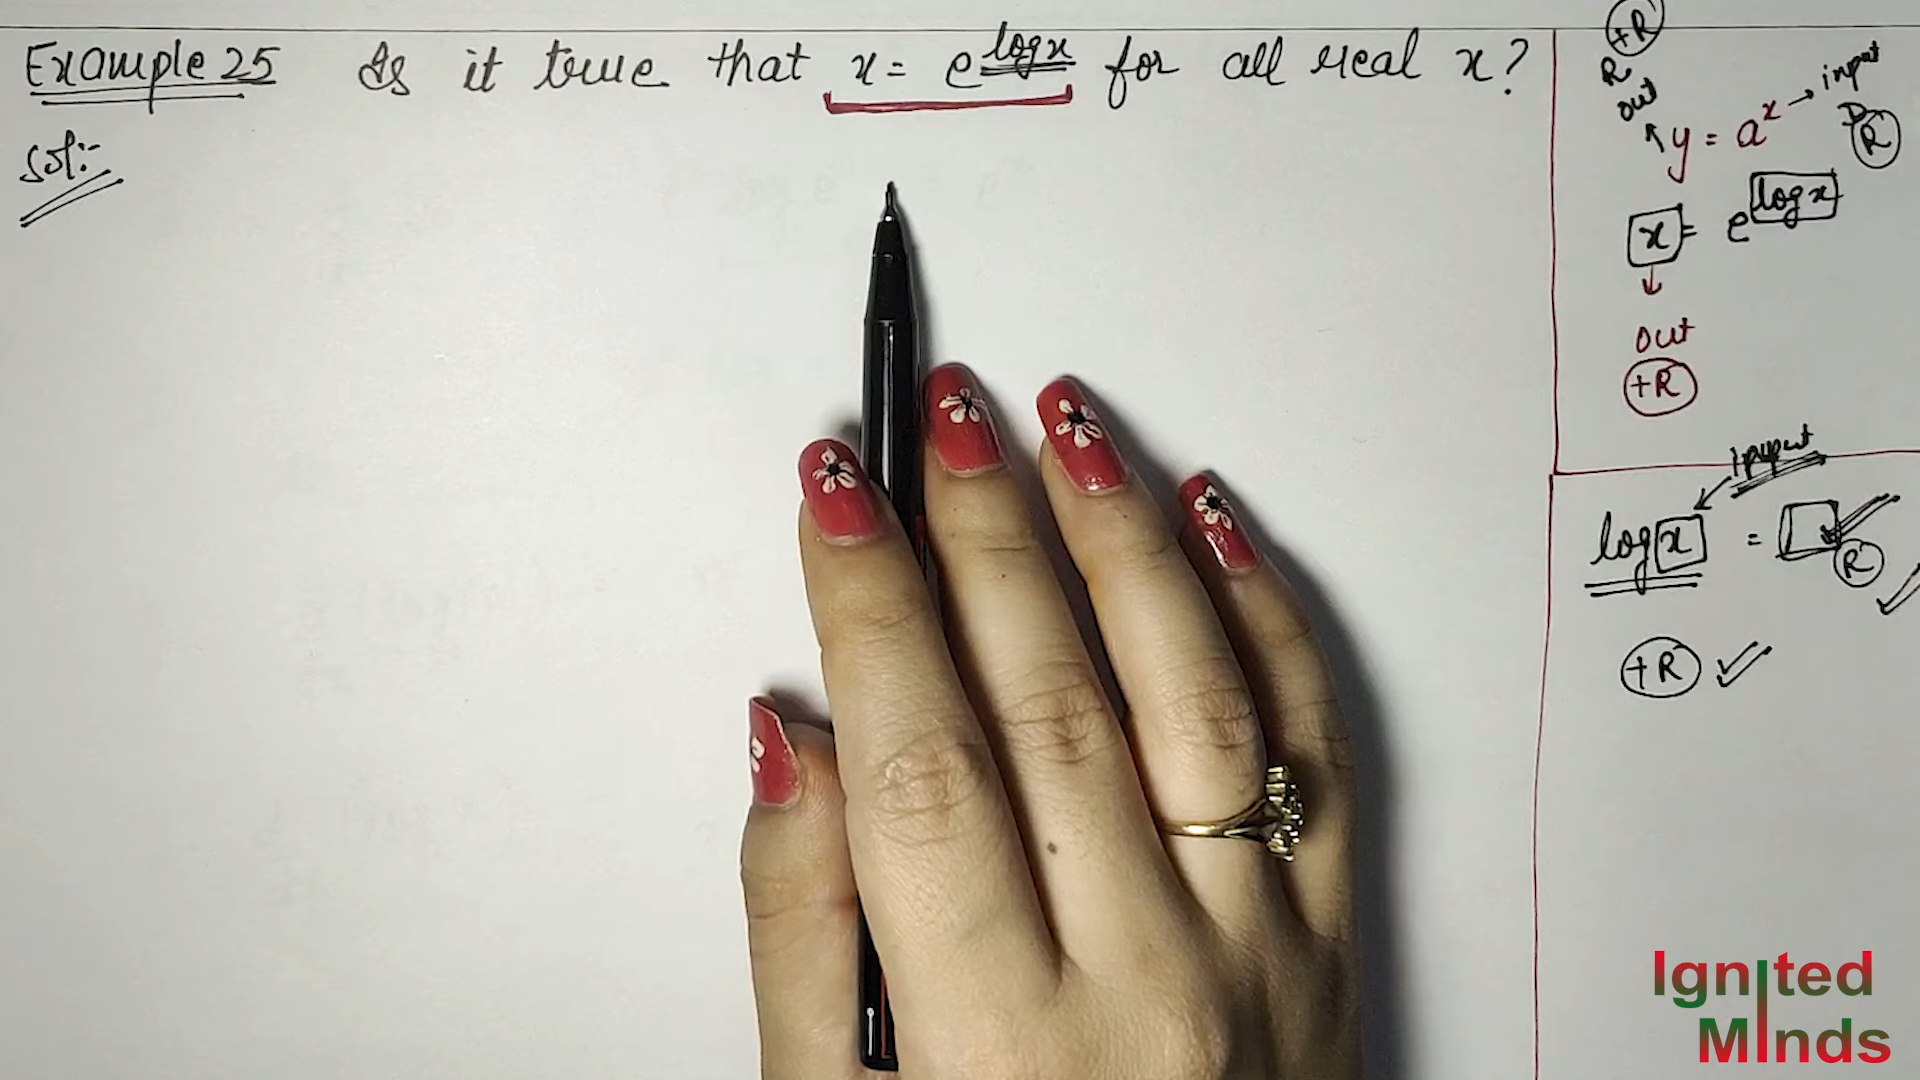 Example 25 Is it true that x = e^log x for all real x?
Sol:-
+R
R
out
input
D
R
y = a^x
x = e^log x
out
+R
input
log x =
R
+R
Ignited
Minds